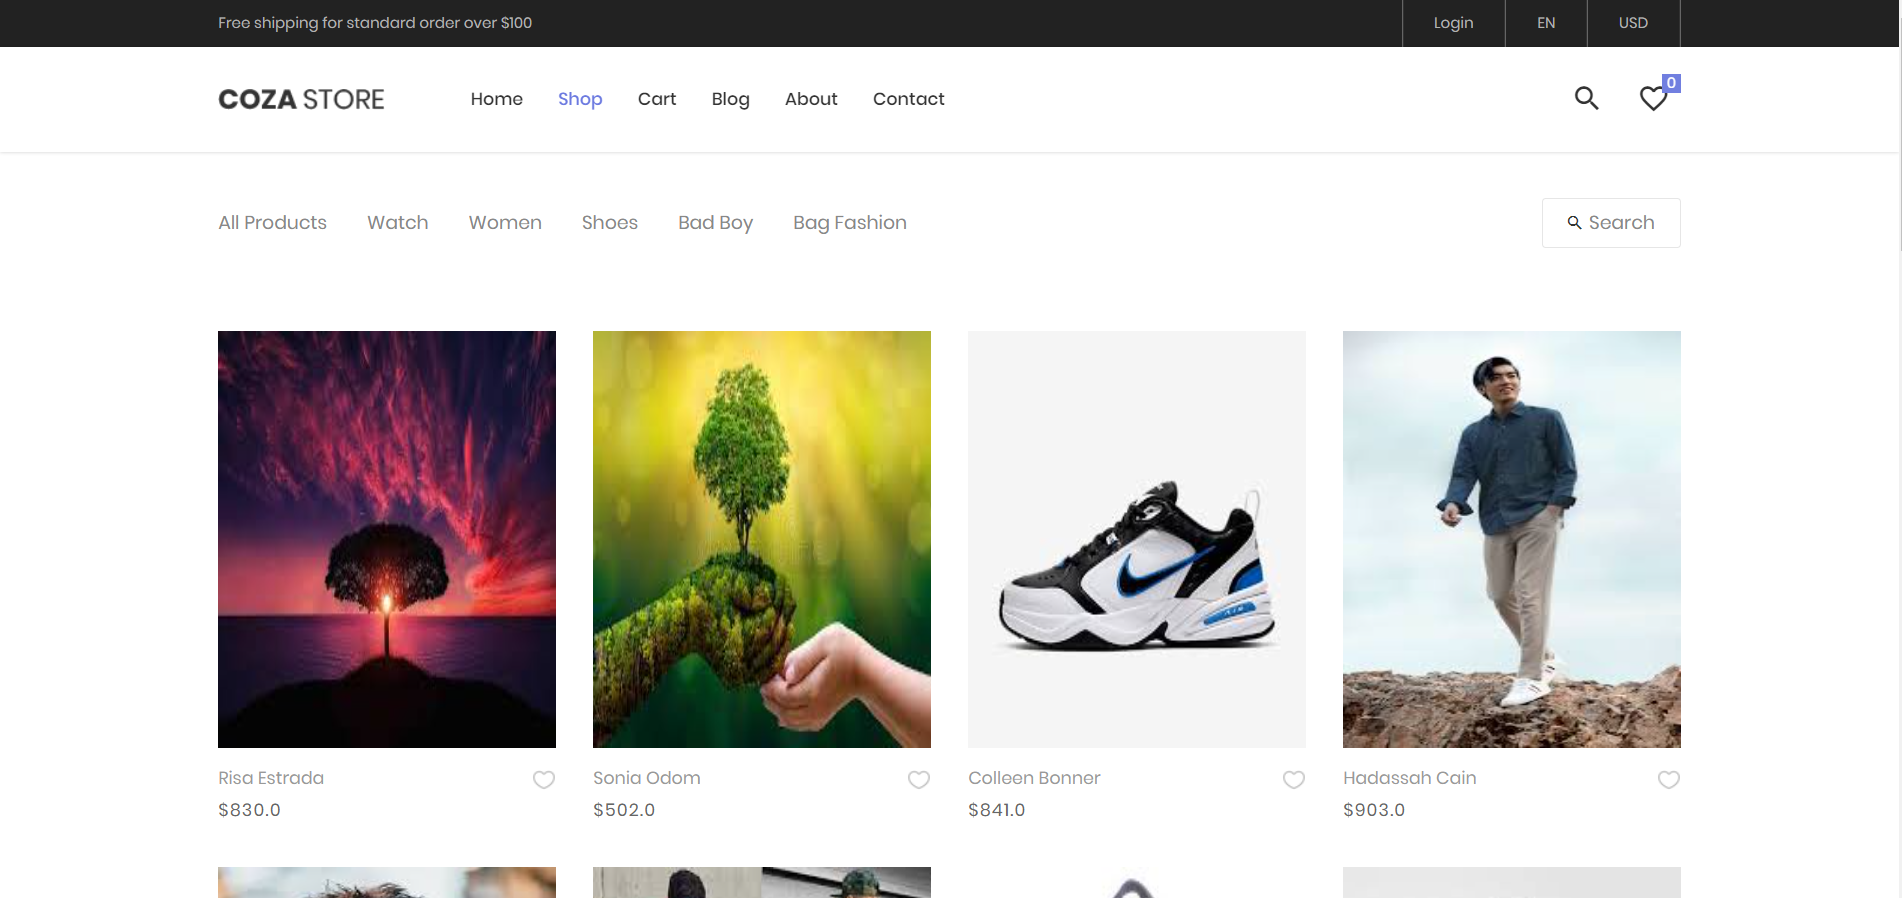 Free shipping for standard order over $100
Login
EN
USD
COZA STORE
Home
Shop
Cart
Blog
About
Contact
0
All Products
Watch
Women
Shoes
Bad Boy
Bag Fashion
Search
Risa Estrada
$830.0
Sonia Odom
$502.0
Colleen Bonner
$841.0
Hadassah Cain
$903.0